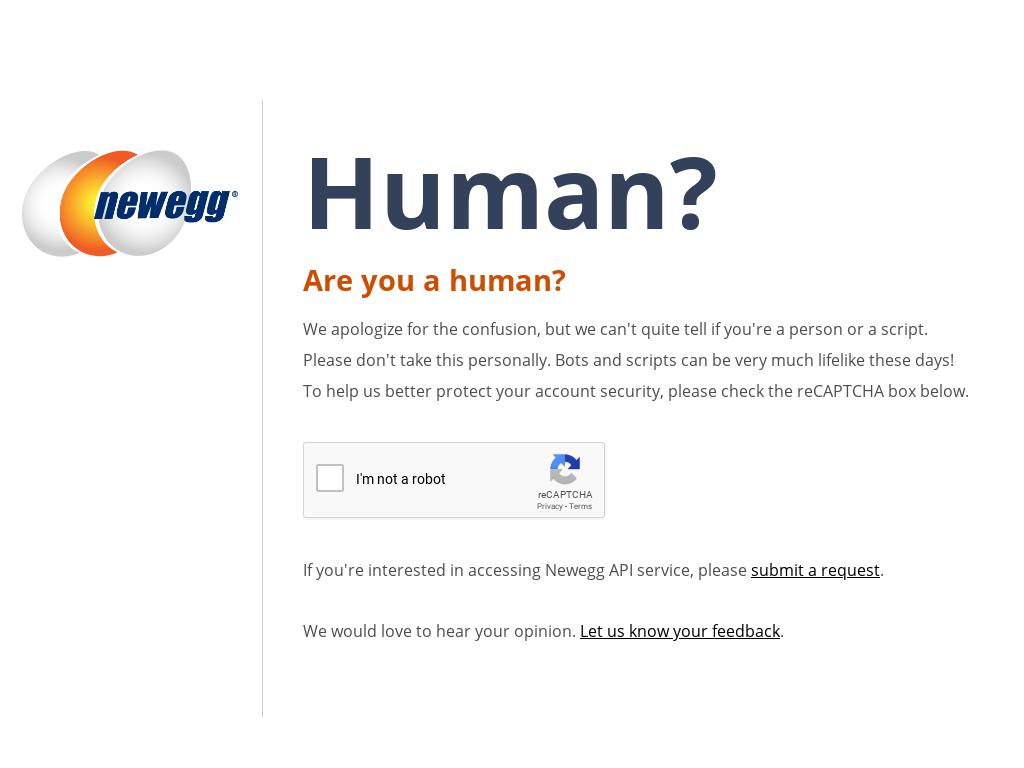 newegg®
Human?
Are you a human?
We apologize for the confusion, but we can't quite tell if you're a person or a script.
Please don't take this personally. Bots and scripts can be very much lifelike these days!
To help us better protect your account security, please check the reCAPTCHA box below.
I'm not a robot
reCAPTCHA
Privacy - Terms
If you're interested in accessing Newegg API service, please submit a request.
We would love to hear your opinion. Let us know your feedback.